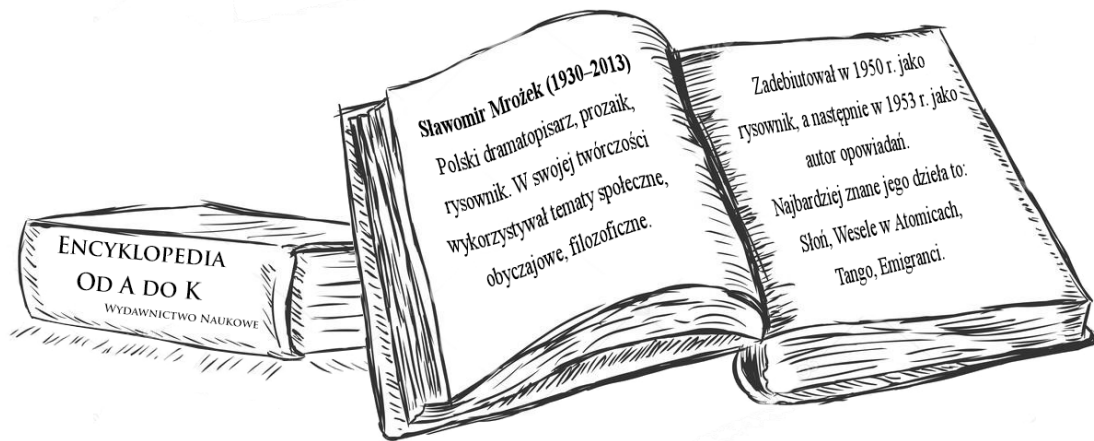 ENCYKLOPEDIA
OD A DO K
WYDAWNICTWO NAUKOWE
Sławomir Mrożek (1930–2013)
Polski dramatopisarz, prozaik,
rysownik. W swojej twórczości
wykorzystywał tematy społeczne,
obyczajowe, filozoficzne.
Zadebiutował w 1950 r. jako
rysownik, a następnie w 1953 r. jako
autor opowiadań.
Najbardziej znane jego dzieła to:
Słoń, Wesele w Atomicach,
Tango, Emigranci.